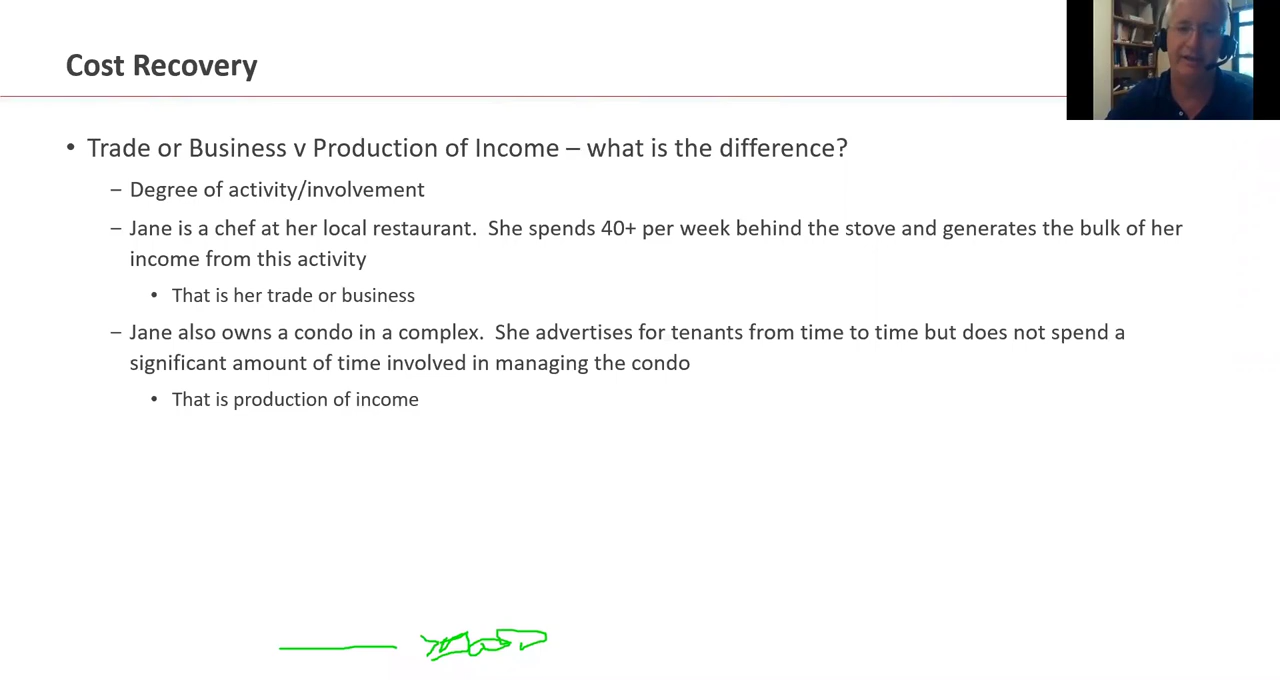 Cost Recovery
• Trade or Business v Production of Income – what is the difference?
– Degree of activity/involvement
– Jane is a chef at her local restaurant.  She spends 40+ per week behind the stove and generates the bulk of her
income from this activity
• That is her trade or business
– Jane also owns a condo in a complex.  She advertises for tenants from time to time but does not spend a
significant amount of time involved in managing the condo
• That is production of income